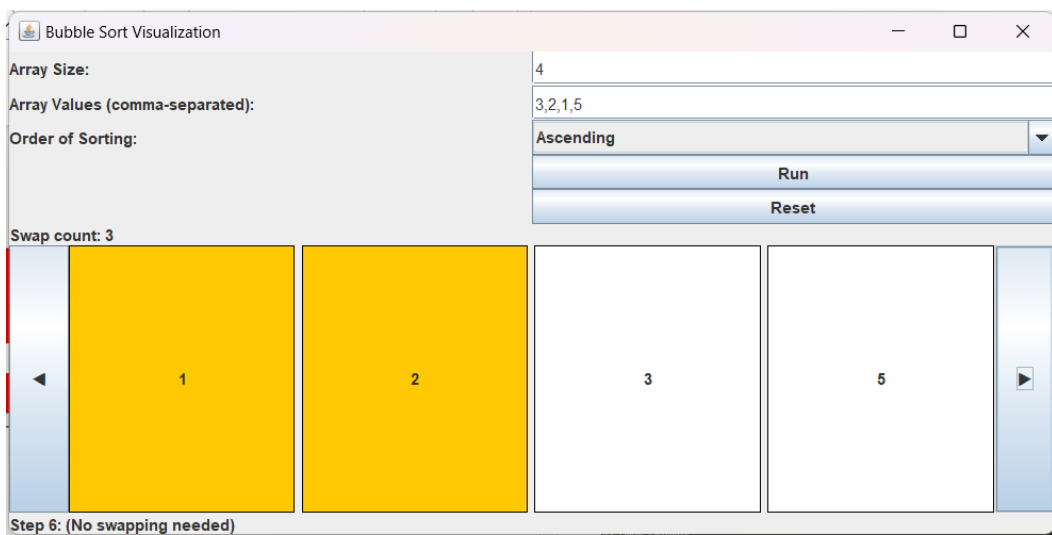 Bubble Sort Visualization
Array Size: 4
Array Values (comma-separated): 3,2,1,5
Order of Sorting: Ascending
Run
Reset
Swap count: 3
1 2 3 5
Step 6: (No swapping needed)